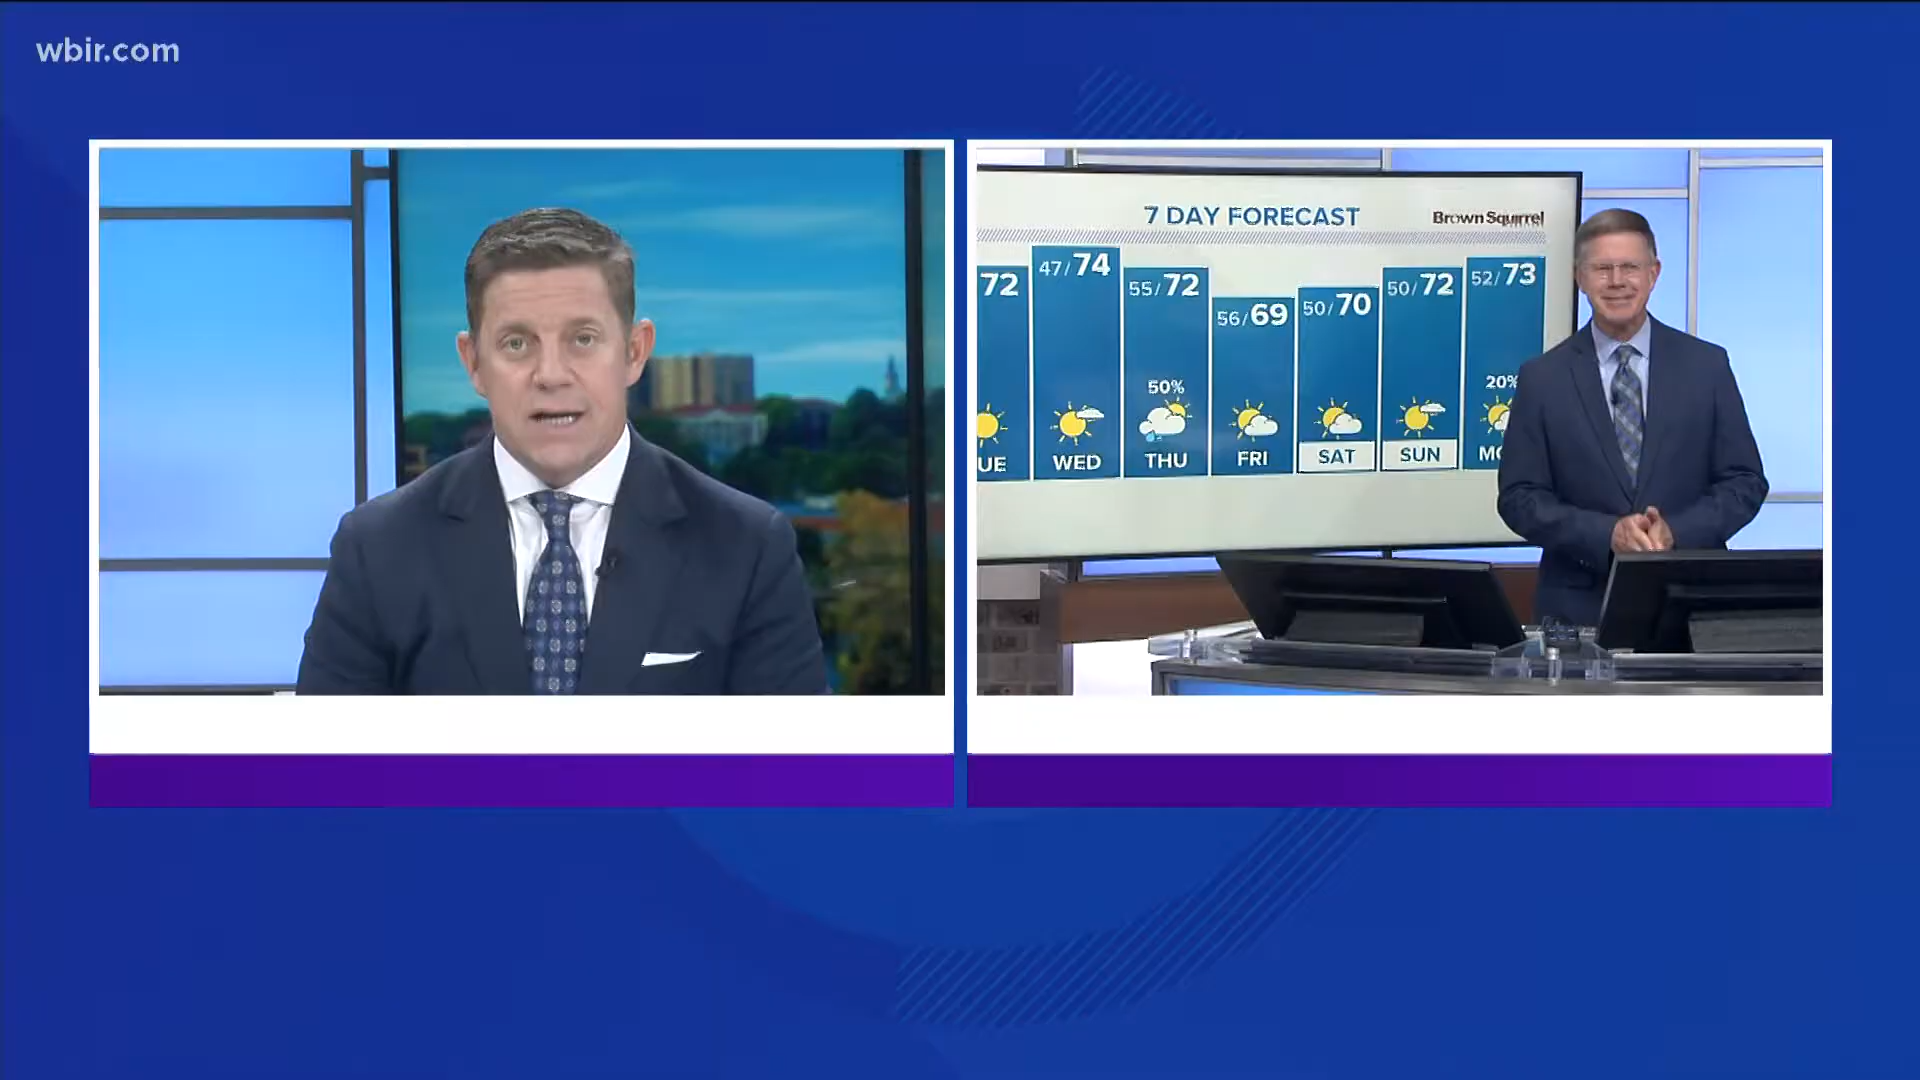 wbir.com
7 DAY FORECAST
Brown Squirrel
72
47/74
55/72
56/69
50/70
50/72
52/73
50%
20%
UE
WED
THU
FRI
SAT
SUN
MO